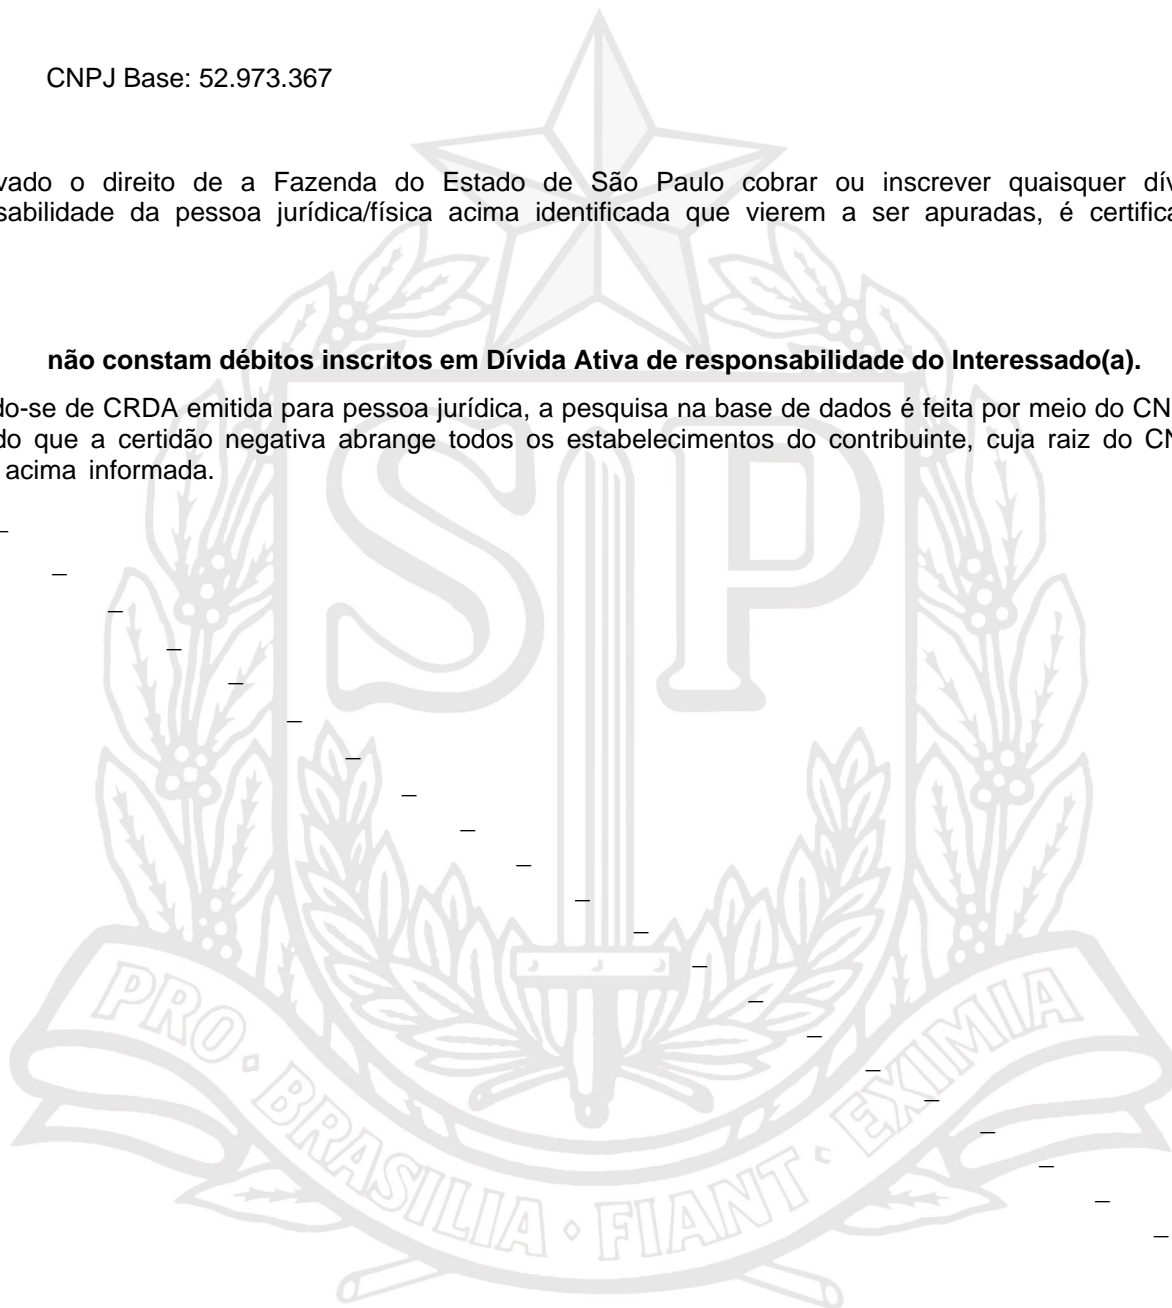 CNPJ Base: 52.973.367
vado o direito de a Fazenda do Estado de São Paulo cobrar ou inscrever quaisquer dív
sabilidade da pessoa jurídica/física acima identificada que vierem a ser apuradas, é certifica
não constam débitos inscritos em Dívida Ativa de responsabilidade do Interessado(a).
do-se de CRDA emitida para pessoa jurídica, a pesquisa na base de dados é feita por meio do CN
do que a certidão negativa abrange todos os estabelecimentos do contribuinte, cuja raiz do CN
acima informada.
SP
PRO • BRASILIA • FIANT • EXIMIA